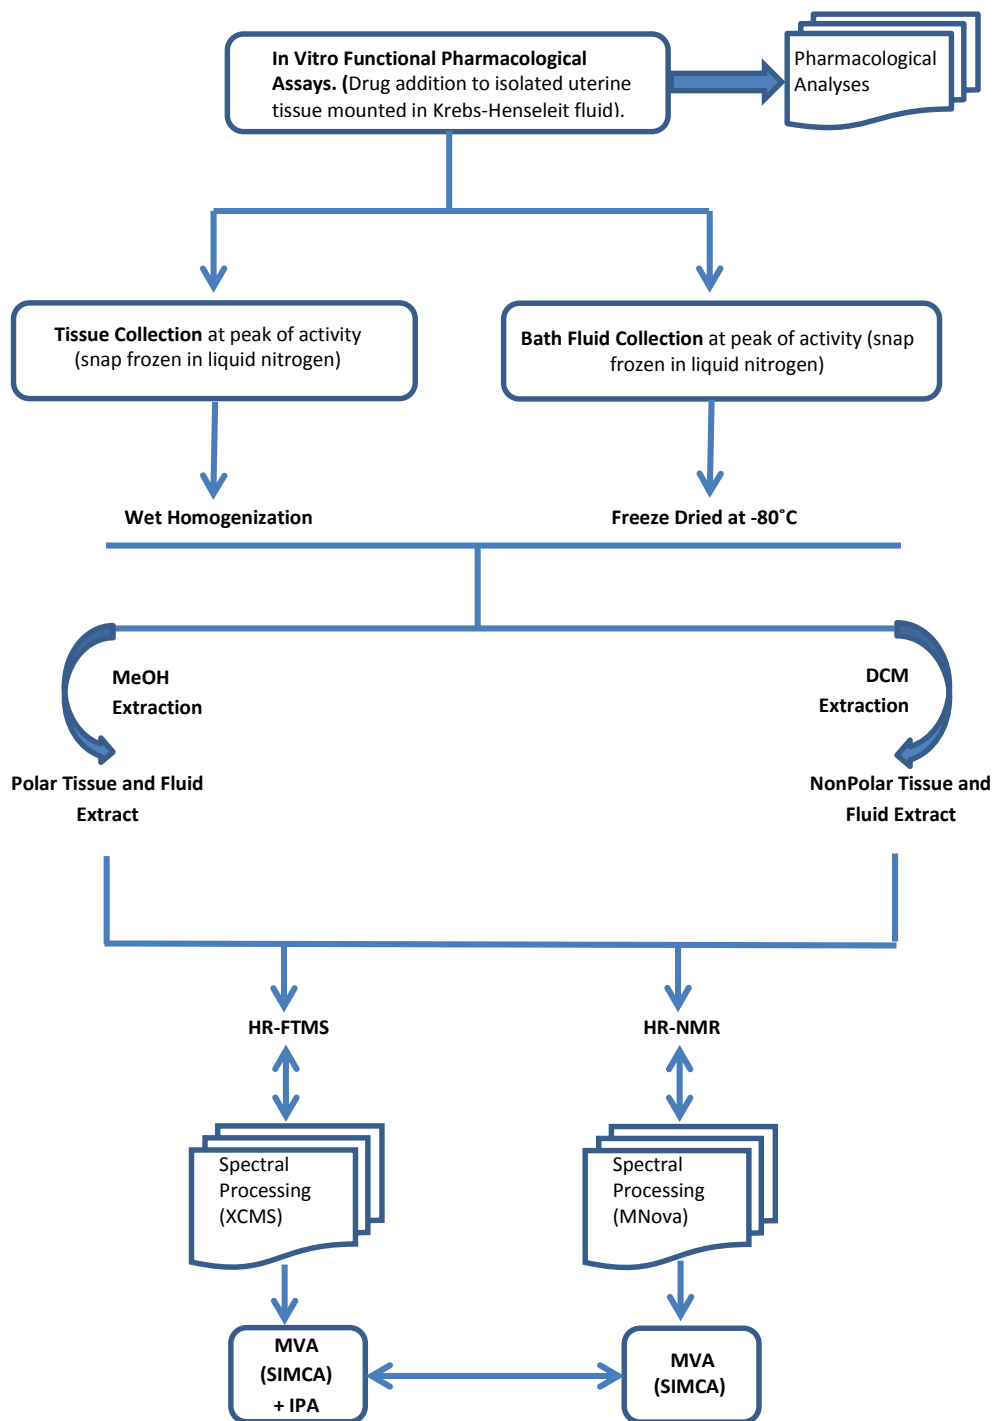 In Vitro Functional Pharmacological
Assays. (Drug addition to isolated uterine
tissue mounted in Krebs-Henseleit fluid).
Pharmacological
Analyses
Tissue Collection at peak of activity
(snap frozen in liquid nitrogen)
Bath Fluid Collection at peak of activity (snap
frozen in liquid nitrogen)
Wet Homogenization
Freeze Dried at -80˚C
MeOH
Extraction
DCM
Extraction
Polar Tissue and Fluid
Extract
NonPolar Tissue and
Fluid Extract
HR-FTMS
HR-NMR
Spectral
Processing
(XCMS)
Spectral
Processing
(MNova)
MVA
(SIMCA)
+ IPA
MVA
(SIMCA)